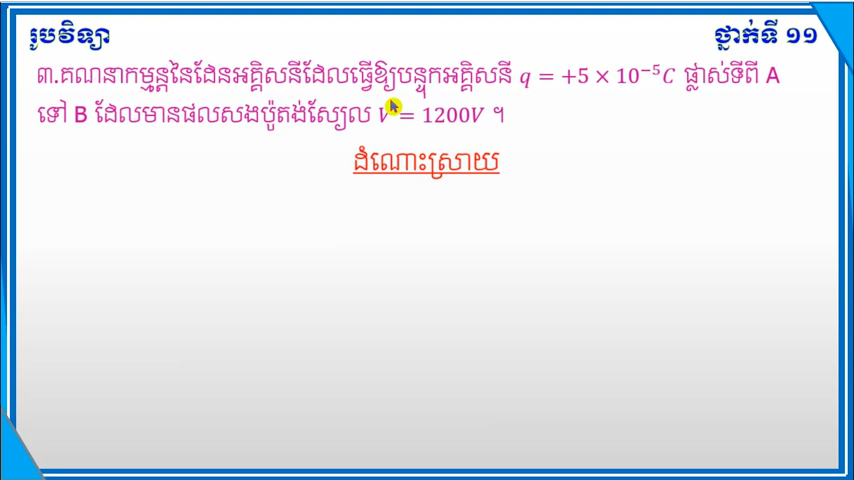 រូបវិទ្យា
ថ្នាក់ទី ១១
៣.គណនាកម្មន្តនៃដែនអគ្គិសនីដែលធ្វើឱ្យបន្ទុកអគ្គិសនី q = +5 × 10⁻⁵C ផ្លាស់ទីពី A
ទៅ B ដែលមានផលសងប៉ូតង់ស្យែល V = 1200V ។
ដំណោះស្រាយ